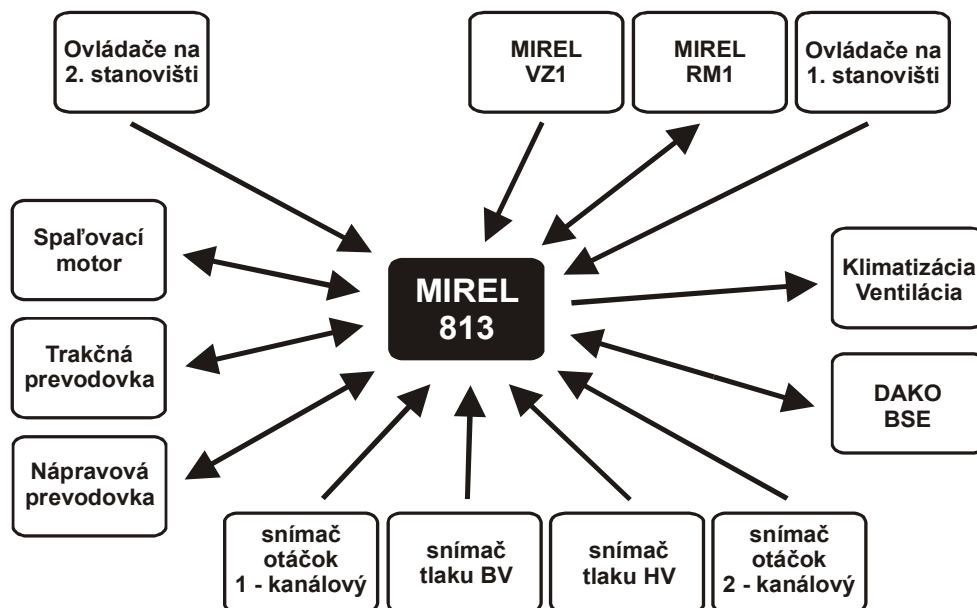 Ovládače na
2. stanovišti
MIREL
VZ1
MIREL
RM1
Ovládače na
1. stanovišti
Spaľovací
motor
Klimatizácia
Ventilácia
MIREL
813
Trakčná
prevodovka
DAKO
BSE
Nápravová
prevodovka
snímač
otáčok
1 - kanálový
snímač
tlaku BV
snímač
tlaku HV
snímač
otáčok
2 - kanálový